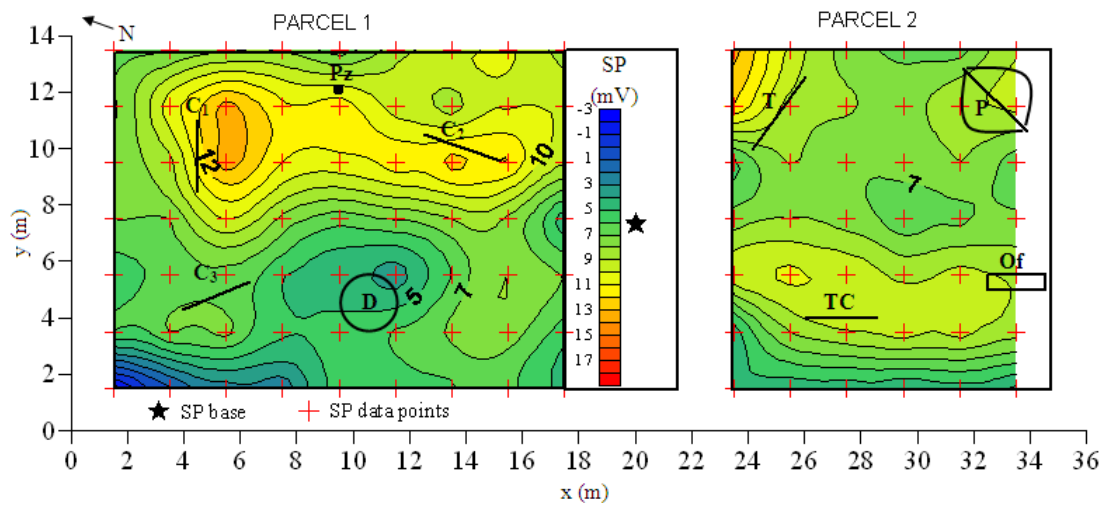 PARCEL 1
PARCEL 2
N
14
12
10
8
6
4
2
0
y (m)
Pz
C1
12
C2
10
C3
D
5
7
SP
(mV)
-3
1
1
3
5
7
9
11
13
15
17
T
P
7
Of
TC
SP base
SP data points
0 2 4 6 8 10 12 14 16 18 20 22 24 26 28 30 32 34 36
x (m)